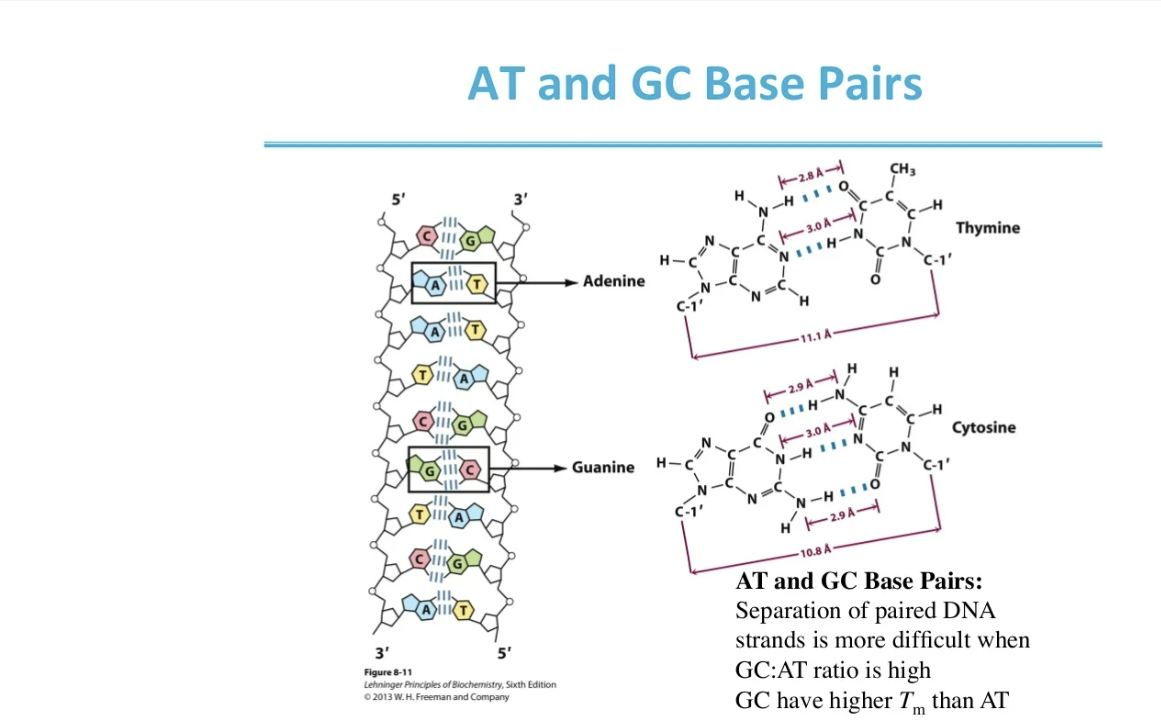 AT and GC Base Pairs
5' 3'
C G
A T
A T
T A
C G
G C
T A
C G
A T
3' 5'
Adenine
Guanine
Figure 8-11
Lehninger Principles of Biochemistry, Sixth Edition
© 2013 W. H. Freeman and Company
2.8 Å
CH3
H
N–H
O
C
C
C–H
3.0 Å
N
C
C
N
H–N
C
N
Thymine
H–C
C-1'
N
C
N
C
H
O
C-1'
11.1 Å
H
H
2.9 Å
O
H–N
C
C
C–H
Cytosine
3.0 Å
N
C
C
N–H
N
C
N
H–C
C-1'
N
C
N
C
N–H
O
C-1'
H
2.9 Å
10.8 Å
AT and GC Base Pairs:
Separation of paired DNA
strands is more difficult when
GC:AT ratio is high
GC have higher Tm than AT